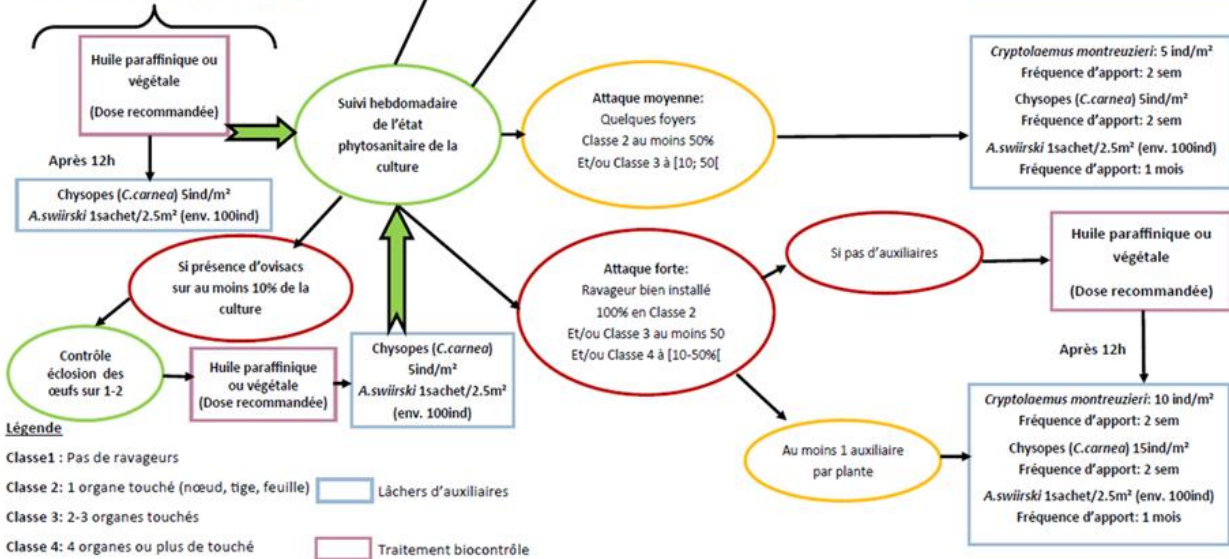 Huile paraffinique ou
végétale
(Dose recommandée)
Après 12h
Chysopes (C.carnea) 5ind/m²
A.swiirski 1sachet/2.5m² (env. 100ind)
Suivi hebdomadaire
de l'état
phytosanitaire de la
culture
Attaque moyenne:
Quelques foyers
Classe 2 au moins 50%
Et/ou Classe 3 à [10; 50[
Cryptolaemus montreuzieri: 5 ind/m²
Fréquence d'apport: 2 sem
Chysopes (C.carnea) 5ind/m²
Fréquence d'apport: 2 sem
A.swiirski 1sachet/2.5m² (env. 100ind)
Fréquence d'apport: 1 mois
Si présence d'ovisacs
sur au moins 10% de la
culture
Contrôle
éclosion des
œufs sur 1-2
Huile paraffinique
ou végétale
(Dose recommandée)
Chysopes (C.carnea)
5ind/m²
A.swiirski 1sachet/2.5m²
(env. 100ind)
Attaque forte:
Ravageur bien installé
100% en Classe 2
Et/ou Classe 3 au moins 50
Et/ou Classe 4 à [10-50%[
Si pas d'auxiliaires
Huile paraffinique ou
végétale
(Dose recommandée)
Après 12h
Au moins 1 auxiliaire
par plante
Cryptolaemus montreuzieri: 10 ind/m²
Fréquence d'apport: 2 sem
Chysopes (C.carnea) 15ind/m²
Fréquence d'apport: 2 sem
A.swiirski 1sachet/2.5m² (env. 100ind)
Fréquence d'apport: 1 mois
Légende
Classe1 : Pas de ravageurs
Classe 2: 1 organe touché (nœud, tige, feuille)
Classe 3: 2-3 organes touchés
Classe 4: 4 organes ou plus de touché
Lâchers d'auxiliaires
Traitement biocontrôle